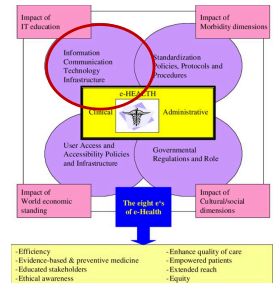 Impact of
IT education
Impact of
Morbidity dimensions
Information
Communication
Technology
Infrastructure
Standardization
Policies, Protocols and
Procedures
e-HEALTH
Clinical
Administrative
User Access and
Accessibility Policies
and Infrastructure
Governmental
Regulations and Role
Impact of
World economic
standing
The eight e's
of e-Health
Impact of
Cultural/social
dimensions
-Efficiency
-Evidence-based & preventive medicine
-Educated stakeholders
-Ethical awareness
-Enhance quality of care
-Empowered patients
-Extended reach
-Equity